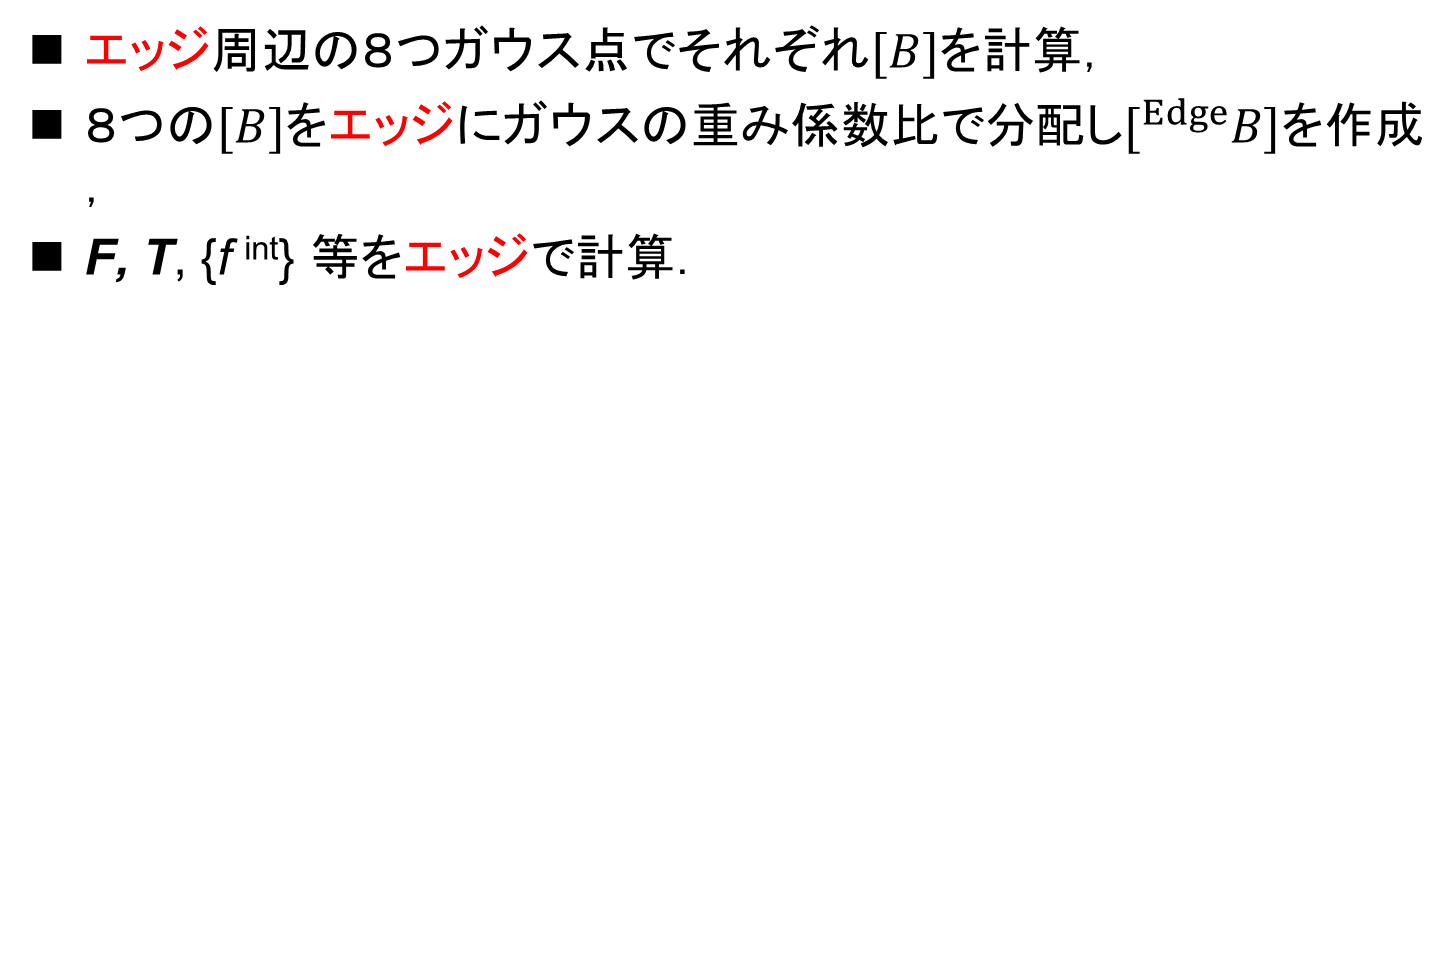 ■ エッジ周辺の８つガウス点でそれぞれ[B]を計算,
■ ８つの[B]をエッジにガウスの重み係数比で分配し[ᴱᵈᵍᵉB]を作成
,
■ F, T, {f ⁱⁿᵗ} 等をエッジで計算.